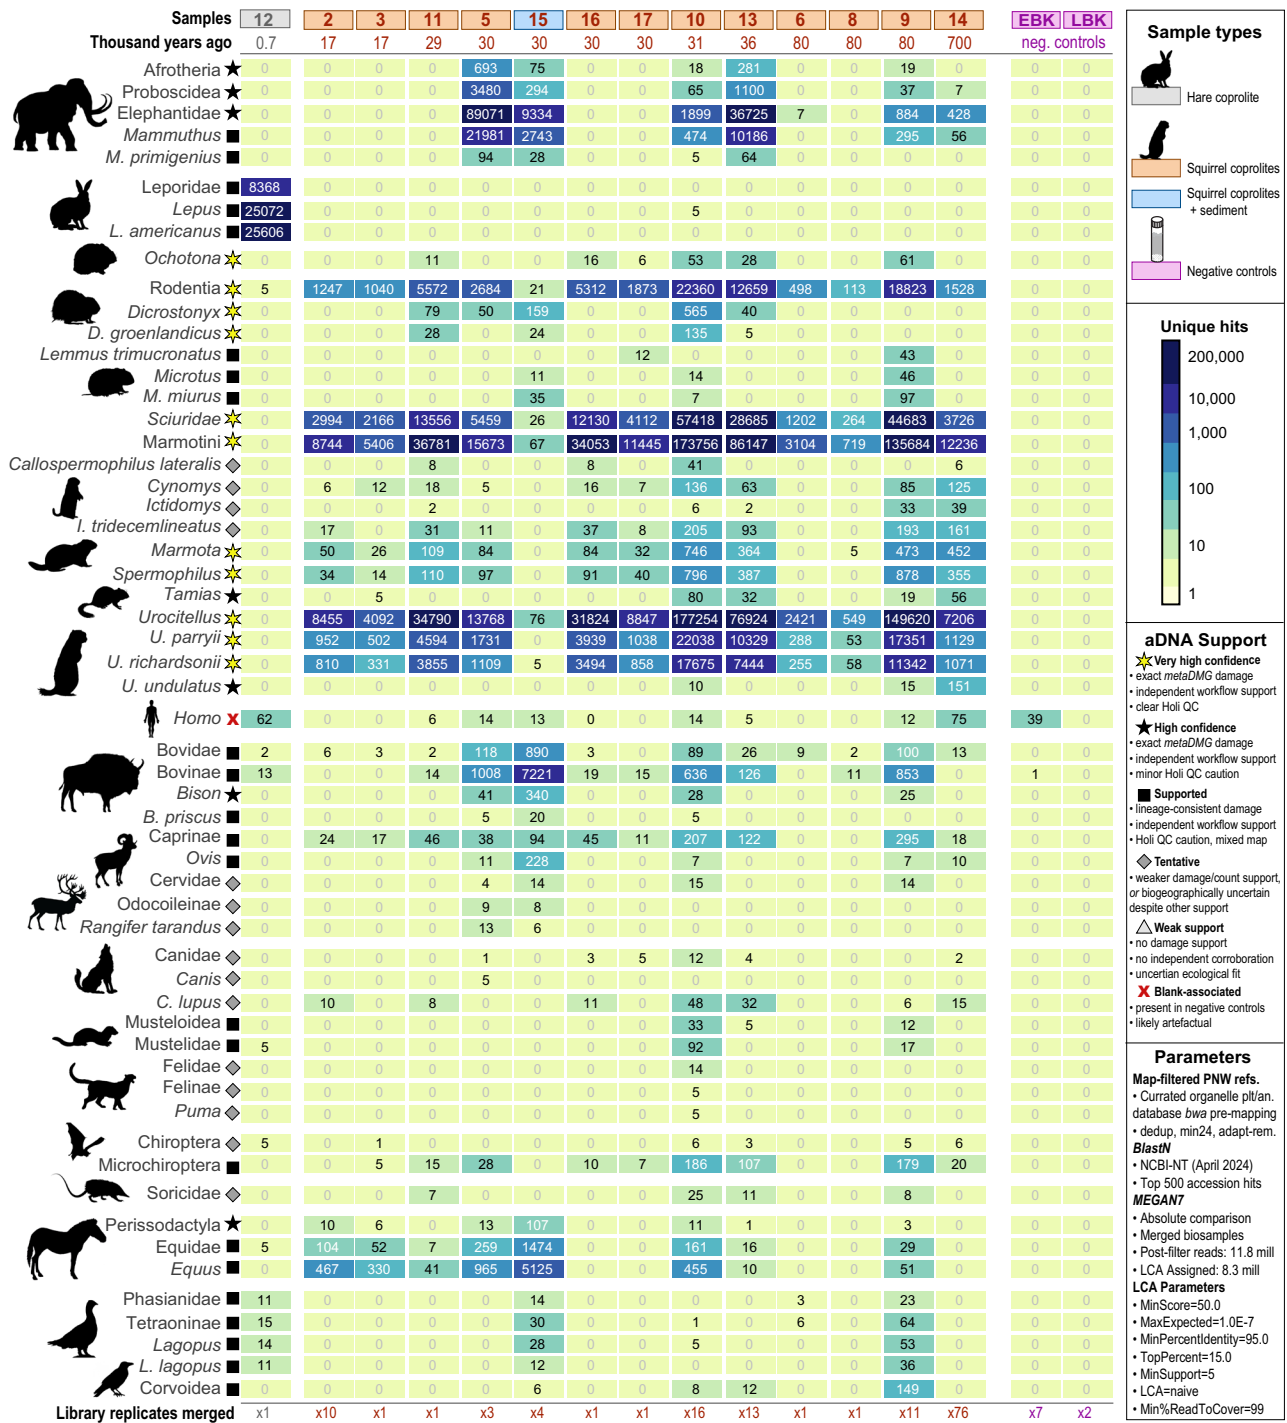 Samples 12 2 3 11 5 15 16 17 10 13 6 8 9 14 EBK LBK
Thousand years ago 0.7 17 17 29 30 30 30 30 31 36 80 80 80 700 neg. controls
Afrotheria 0 0 0 0 693 75 0 0 18 281 0 0 19 0 0 0
Proboscidea 0 0 0 0 3480 294 0 0 65 1100 0 0 37 7 0 0
Elephantidae 0 0 0 0 89071 9334 0 0 1899 36725 7 0 884 428 0 0
Mammuthus 0 0 0 0 21981 2743 0 0 474 10186 0 0 295 56 0 0
M. primigenius 0 0 0 0 94 28 0 0 5 64 0 0 0 0 0 0
Leporidae 8368 0 0 0 0 0 0 0 0 0 0 0 0 0 0 0
Lepus 25072 0 0 0 0 0 0 0 5 0 0 0 0 0 0 0
L. americanus 25606 0 0 0 0 0 0 0 0 0 0 0 0 0 0 0
Ochotona 0 0 0 11 0 0 16 6 53 28 0 0 61 0 0 0
Rodentia 5 1247 1040 5572 2684 21 5312 1873 22360 12659 498 113 18823 1528 0 0
Dicrostonyx 0 0 0 79 50 159 0 0 565 40 0 0 0 0 0 0
D. groenlandicus 0 0 0 28 0 24 0 0 135 5 0 0 0 0 0 0
Lemmus trimucronatus 0 0 0 0 0 0 0 12 0 0 0 0 43 0 0 0
Microtus 0 0 0 0 0 11 0 0 14 0 0 0 46 0 0 0
M. miurus 0 0 0 0 0 35 0 0 7 0 0 0 97 0 0 0
Sciuridae 0 2994 2166 13556 5459 26 12130 4112 57418 28685 1202 264 44683 3726 0 0
Marmotini 0 8744 5406 36781 15673 67 34053 11445 173756 86147 3104 719 135684 12236 0 0
Callospermophilus lateralis 0 0 0 8 0 0 8 0 41 0 0 0 0 6 0 0
Cynomys 0 6 12 18 5 0 16 7 136 63 0 0 85 125 0 0
Ictidomys 0 0 0 2 0 0 0 0 6 2 0 0 33 39 0 0
I. tridecemlineatus 0 17 0 31 11 0 37 8 205 93 0 0 193 161 0 0
Marmota 0 50 26 109 84 0 84 32 746 364 0 5 473 452 0 0
Spermophilus 0 34 14 110 97 0 91 40 796 387 0 0 878 355 0 0
Tamias 0 0 5 0 0 0 0 0 80 32 0 0 19 56 0 0
Urocitellus 0 8455 4092 34790 13768 76 31824 8847 177254 76924 2421 549 149620 7206 0 0
U. parryii 0 952 502 4594 1731 0 3939 1038 22038 10329 288 53 17351 1129 0 0
U. richardsonii 0 810 331 3855 1109 5 3494 858 17675 7444 255 58 11342 1071 0 0
U. undulatus 0 0 0 0 0 0 0 0 10 0 0 0 15 151 0 0
Homo x 62 0 0 6 14 13 0 0 14 5 0 0 12 75 39 0
Bovidae 2 6 3 2 118 890 3 0 89 26 9 2 100 13 0 0
Bovinae 13 0 0 14 1008 7221 19 15 636 126 0 11 853 0 1 0
Bison 0 0 0 0 41 340 0 0 28 0 0 0 25 0 0 0
B. priscus 0 0 0 0 5 20 0 0 5 0 0 0 0 0 0 0
Caprinae 0 24 17 46 38 94 45 11 207 122 0 0 295 18 0 0
Ovis 0 0 0 0 11 228 0 0 7 0 0 0 7 10 0 0
Cervidae 0 0 0 0 4 14 0 0 15 0 0 0 14 0 0 0
Odocoileinae 0 0 0 0 9 8 0 0 0 0 0 0 0 0 0 0
Rangifer tarandus 0 0 0 0 13 6 0 0 0 0 0 0 0 0 0 0
Canidae 0 0 0 0 1 0 3 5 12 4 0 0 0 2 0 0
Canis 0 0 0 0 5 0 0 0 0 0 0 0 0 0 0 0
C. lupus 0 10 0 8 0 0 11 0 48 32 0 0 6 15 0 0
Musteloidea 0 0 0 0 0 0 0 0 33 5 0 0 12 0 0 0
Mustelidae 5 0 0 0 0 0 0 0 92 0 0 0 17 0 0 0
Felidae 0 0 0 0 0 0 0 0 14 0 0 0 0 0 0 0
Felinae 0 0 0 0 0 0 0 0 5 0 0 0 0 0 0 0
Puma 0 0 0 0 0 0 0 0 5 0 0 0 0 0 0 0
Chiroptera 5 0 1 0 0 0 0 0 6 3 0 0 5 6 0 0
Microchiroptera 0 0 5 15 28 0 10 7 186 107 0 0 179 20 0 0
Soricidae 0 0 0 7 0 0 0 0 25 11 0 0 8 0 0 0
Perissodactyla 0 10 6 0 13 107 0 0 11 1 0 0 3 0 0 0
Equidae 5 104 52 7 259 1474 0 0 161 16 0 0 29 0 0 0
Equus 0 467 330 41 965 5125 0 0 455 10 0 0 51 0 0 0
Phasianidae 11 0 0 0 0 14 0 0 0 0 3 0 23 0 0 0
Tetraoninae 15 0 0 0 0 30 0 0 1 0 6 0 64 0 0 0
Lagopus 14 0 0 0 0 28 0 0 5 0 0 0 53 0 0 0
L. lagopus 11 0 0 0 0 12 0 0 0 0 0 0 36 0 0 0
Corvoidea 0 0 0 0 0 6 0 0 8 12 0 0 149 0 0 0
Library replicates merged x1 x10 x1 x1 x3 x4 x1 x1 x16 x13 x1 x1 x11 x76 x7 x2
Sample types
Hare coprolite
Squirrel coprolites
Squirrel coprolites
+ sediment
Negative controls
Unique hits
200,000
10,000
1,000
100
10
1
aDNA Support
Very high confidence
• exact metaDMG damage
• independent workflow support
• clear Holi QC
High confidence
• exact metaDMG damage
• independent workflow support
• minor Holi QC caution
Supported
• lineage-consistent damage
• independent workflow support
• Holi QC caution, mixed map
Tentative
• weaker damage/count support,
or biogeographically uncertain
despite other support
Weak support
• no damage support
• no independent corroboration
• uncertian ecological fit
X Blank-associated
• present in negative controls
• likely artefactual
Parameters
Map-filtered PNW refs.
• Currated organelle plt/an.
database bwa pre-mapping
• dedup, min24, adapt-rem.
BlastN
• NCBI-NT (April 2024)
• Top 500 accession hits
MEGAN7
• Absolute comparison
• Merged biosamples
• Post-filter reads: 11.8 mill
• LCA Assigned: 8.3 mill
LCA Parameters
• MinScore=50.0
• MaxExpected=1.0E-7
• MinPercentIdentity=95.0
• TopPercent=15.0
• MinSupport=5
• LCA=naive
• Min%ReadToCover=99